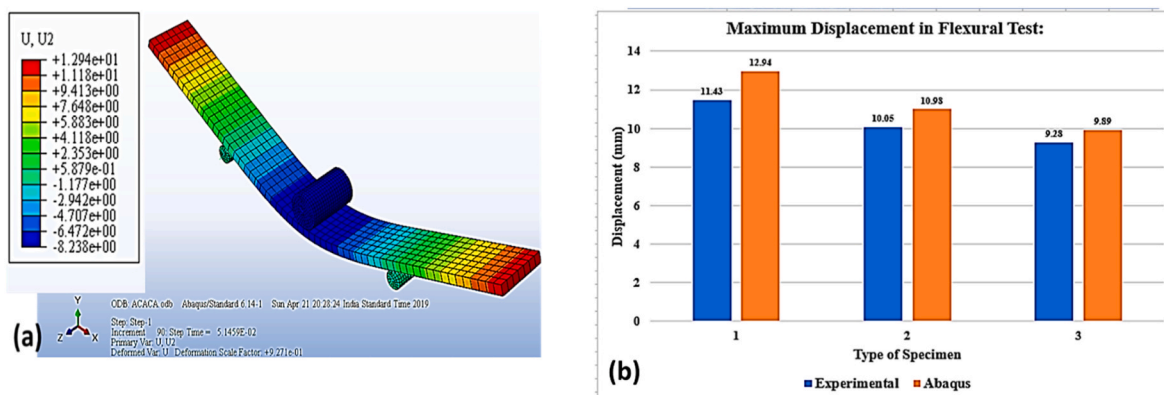 U, U2
+1.294e+01
+1.118e+01
+9.413e+00
+7.648e+00
+5.883e+00
+4.118e+00
+2.353e+00
+5.879e-01
-1.177e+00
-2.942e+00
-4.707e+00
-6.472e+00
-8.238e+00
Y
Z
X
ODB: ACACA.odb Abaqus/Standard 6.14-1 Sun Apr 21 20:28:24 India Standard Time 2019
Step: Step-1
Increment 90: Step Time = 5.1459E-02
Primary Var: U, U2
Deformed Var: U Deformation Scale Factor: +9.271e-01
(a)
Maximum Displacement in Flexural Test:
14
12
10
8
6
4
2
0
Displacement (mm)
11.43
12.94
10.05
10.98
9.28
9.89
1
2
3
Type of Specimen
Experimental
Abaqus
(b)